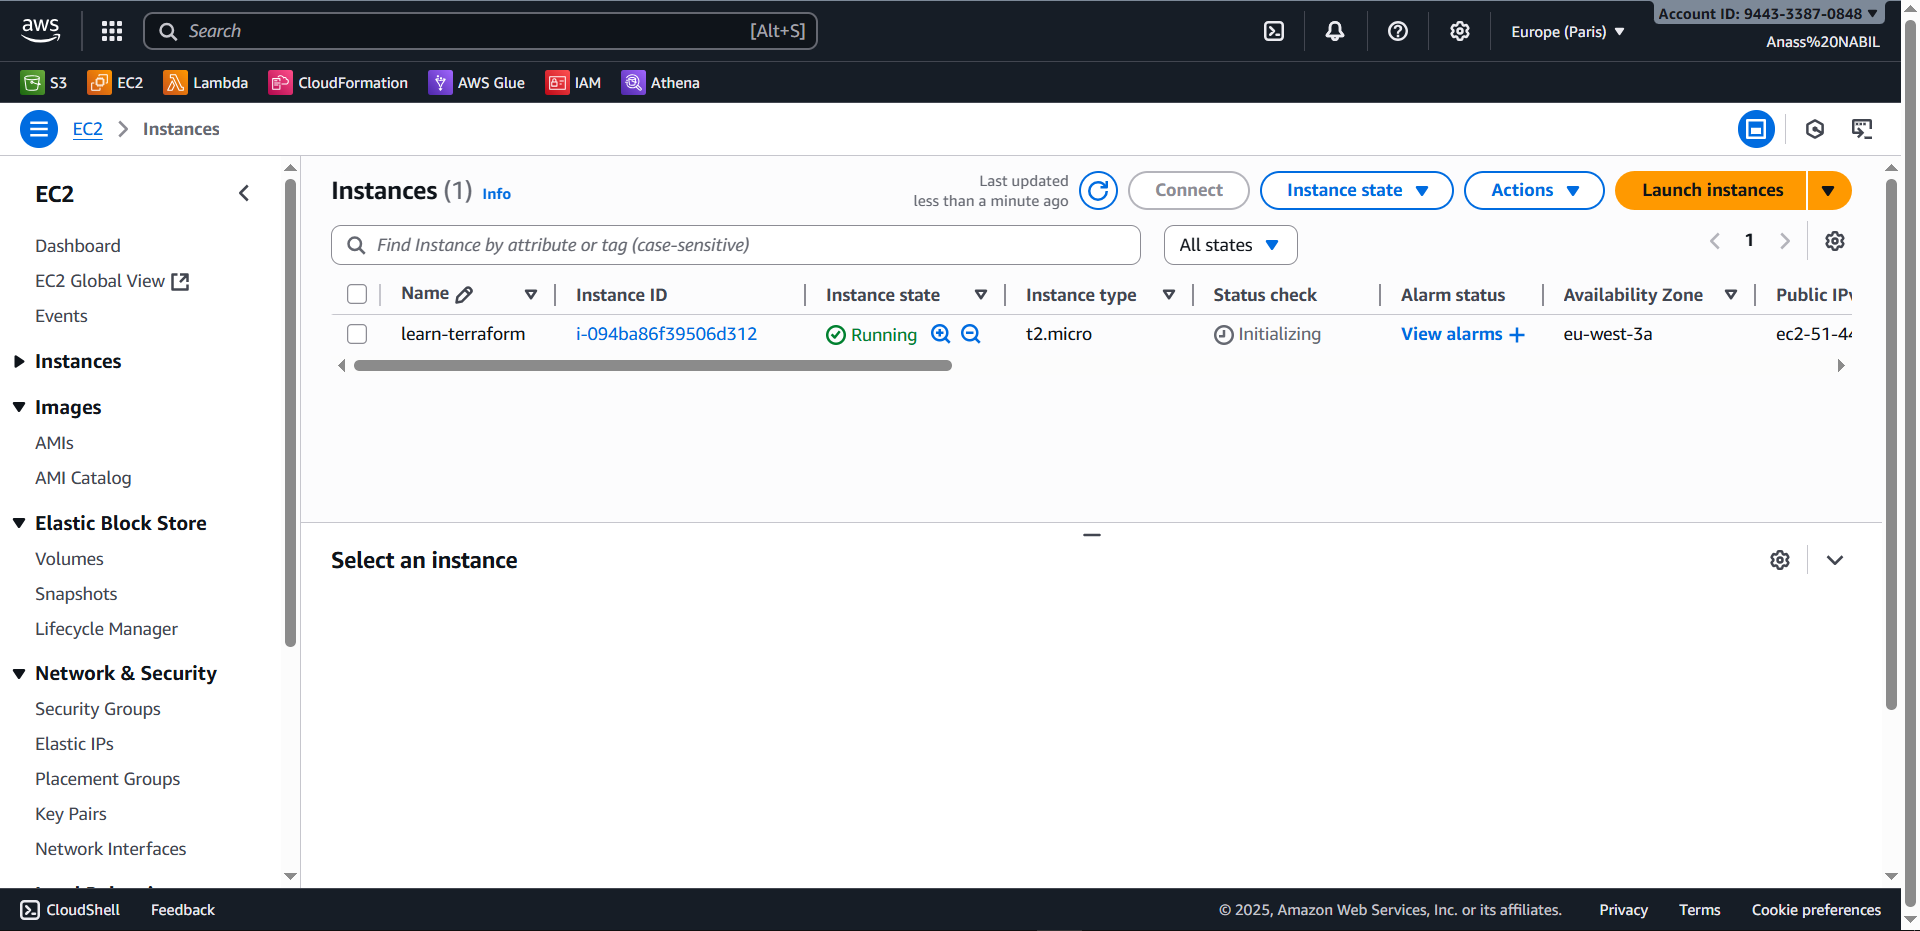 aws
Search [Alt+S]
Europe (Paris)
Account ID: 9443-3387-0848
Anass%20NABIL
S3 EC2 Lambda CloudFormation AWS Glue IAM Athena
EC2 Instances
EC2
Dashboard
EC2 Global View
Events
Instances
Images
AMIs
AMI Catalog
Elastic Block Store
Volumes
Snapshots
Lifecycle Manager
Network & Security
Security Groups
Elastic IPs
Placement Groups
Key Pairs
Network Interfaces
Instances (1) Info
Last updated
less than a minute ago
Connect Instance state Actions Launch instances
Find Instance by attribute or tag (case-sensitive) All states 1
Name Instance ID Instance state Instance type Status check Alarm status Availability Zone Public IPv
learn-terraform i-094ba86f39506d312 Running t2.micro Initializing View alarms + eu-west-3a ec2-51-44
Select an instance
CloudShell Feedback © 2025, Amazon Web Services, Inc. or its affiliates. Privacy Terms Cookie preferences